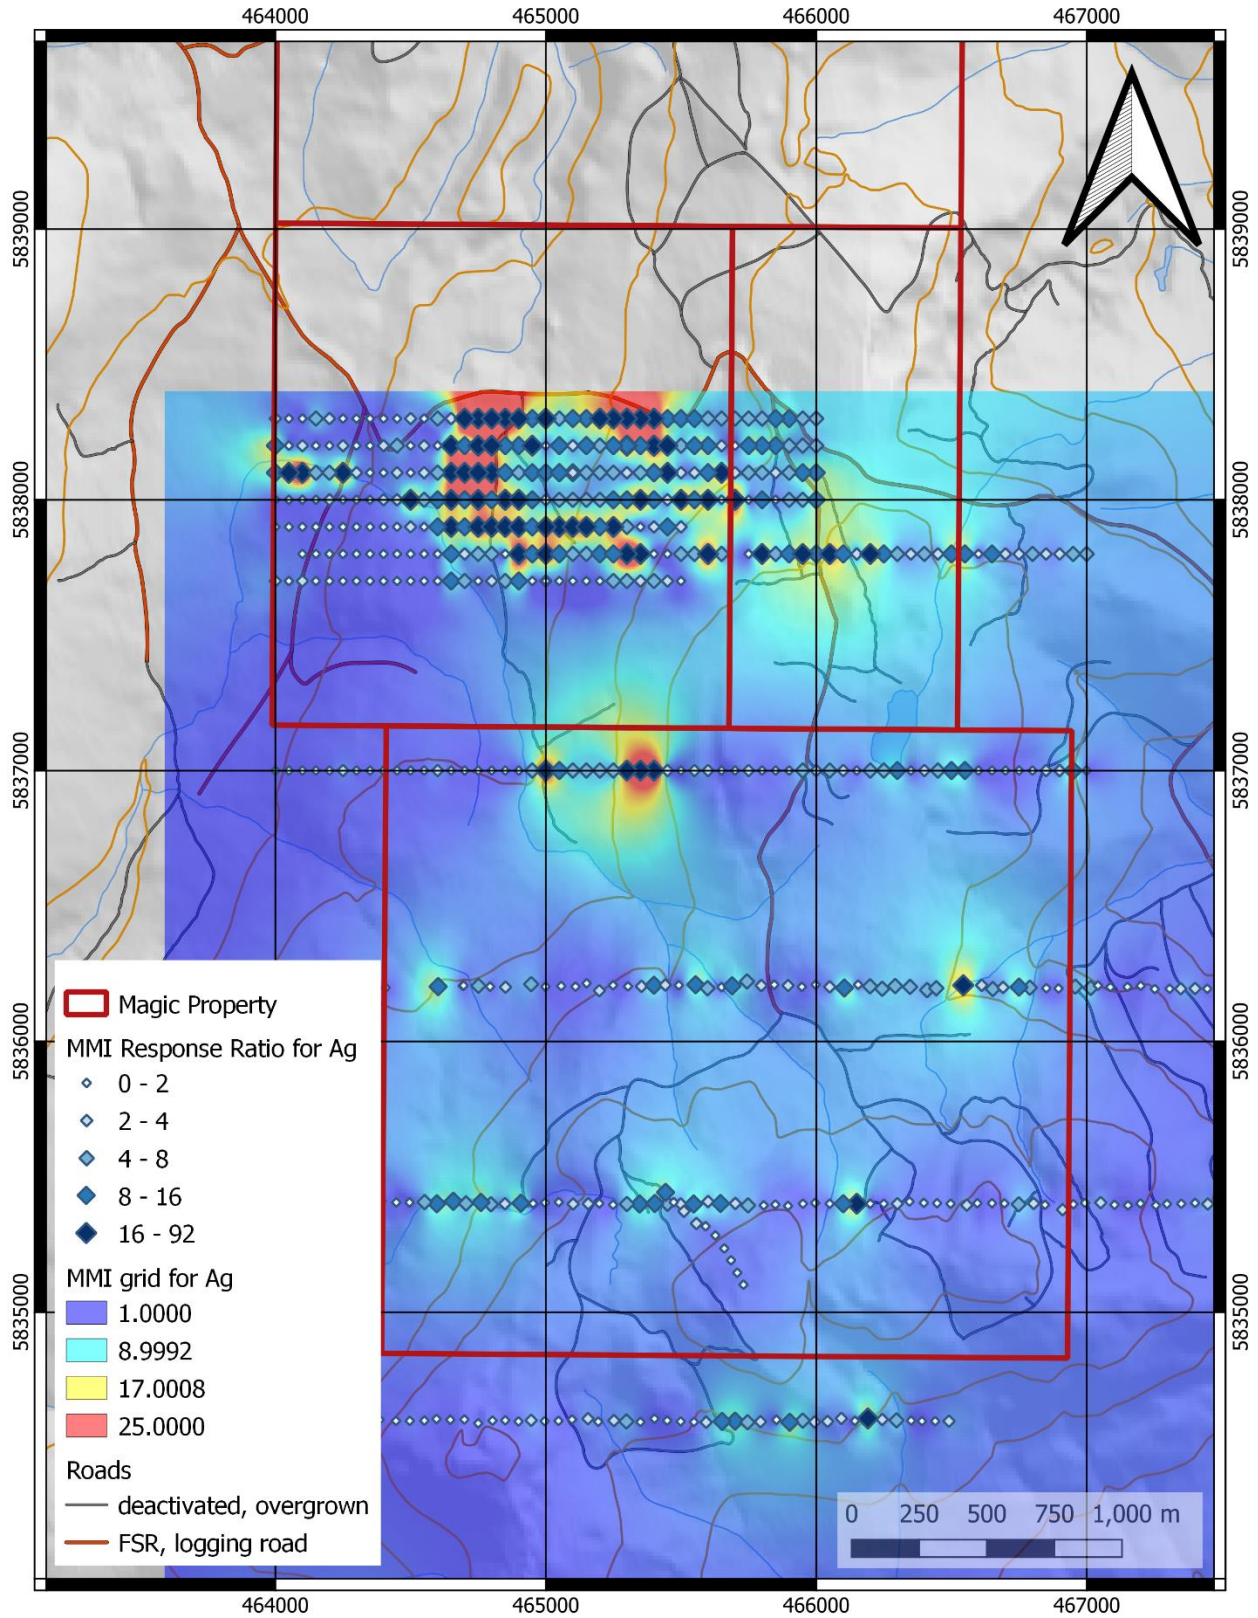 464000 465000 466000 467000
5839000 5839000
5838000 5838000
5837000 5837000
5836000 5836000
5835000 5835000
Magic Property
MMI Response Ratio for Ag
0 - 2
2 - 4
4 - 8
8 - 16
16 - 92
MMI grid for Ag
1.0000
8.9992
17.0008
25.0000
Roads
deactivated, overgrown
FSR, logging road
0 250 500 750 1,000 m
464000 465000 466000 467000